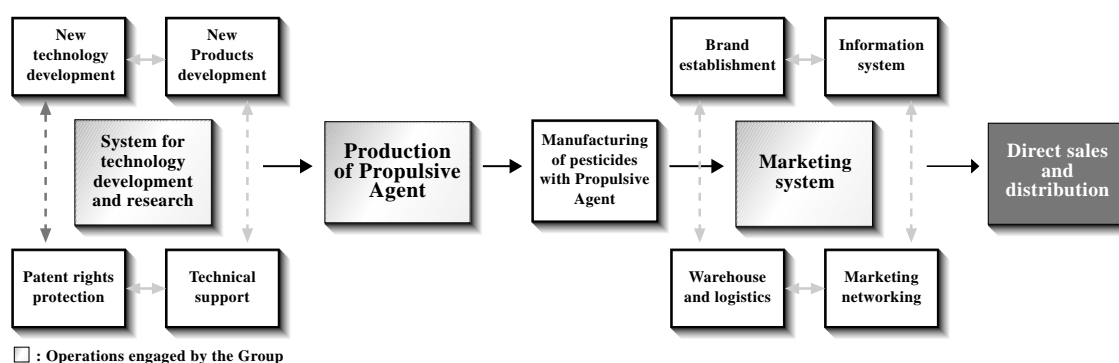 New
technology
development
New
Products
development
System for
technology
development
and research
Patent rights
protection
Technical
support
Production
of Propulsive
Agent
Manufacturing
of pesticides
with Propulsive
Agent
Brand
establishment
Information
system
Marketing
system
Warehouse
and logistics
Marketing
networking
Direct sales
and
distribution
: Operations engaged by the Group